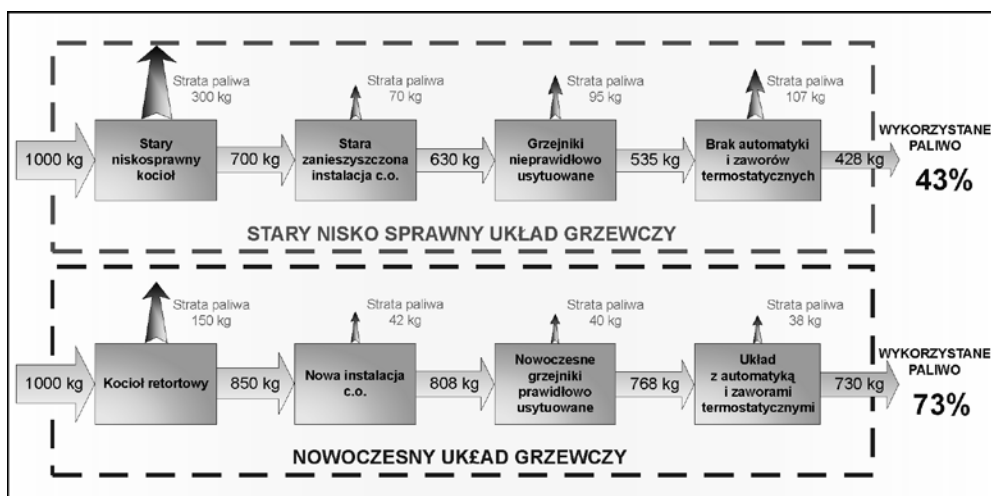 Strata paliwa
300 kg
Strata paliwa
70 kg
Strata paliwa
95 kg
Strata paliwa
107 kg
1000 kg
Stary
niskosprawny
kocioł
700 kg
Stara
zanieszyszczona
instalacja c.o.
630 kg
Grzejniki
nieprawidłowo
usytuowane
535 kg
Brak automatyki
i zaworów
termostatycznych
428 kg
WYKORZYSTANE
PALIWO
43%
STARY NISKO SPRAWNY UKŁAD GRZEWCZY
Strata paliwa
150 kg
Strata paliwa
42 kg
Strata paliwa
40 kg
Strata paliwa
38 kg
1000 kg
Kocioł retortowy
850 kg
Nowa instalacja
c.o.
808 kg
Nowoczesne
grzejniki
prawidłowo
usytuowane
768 kg
Układ
z automatyką
i zaworami
termostatycznymi
730 kg
WYKORZYSTANE
PALIWO
73%
NOWOCZESNY UK£AD GRZEWCZY